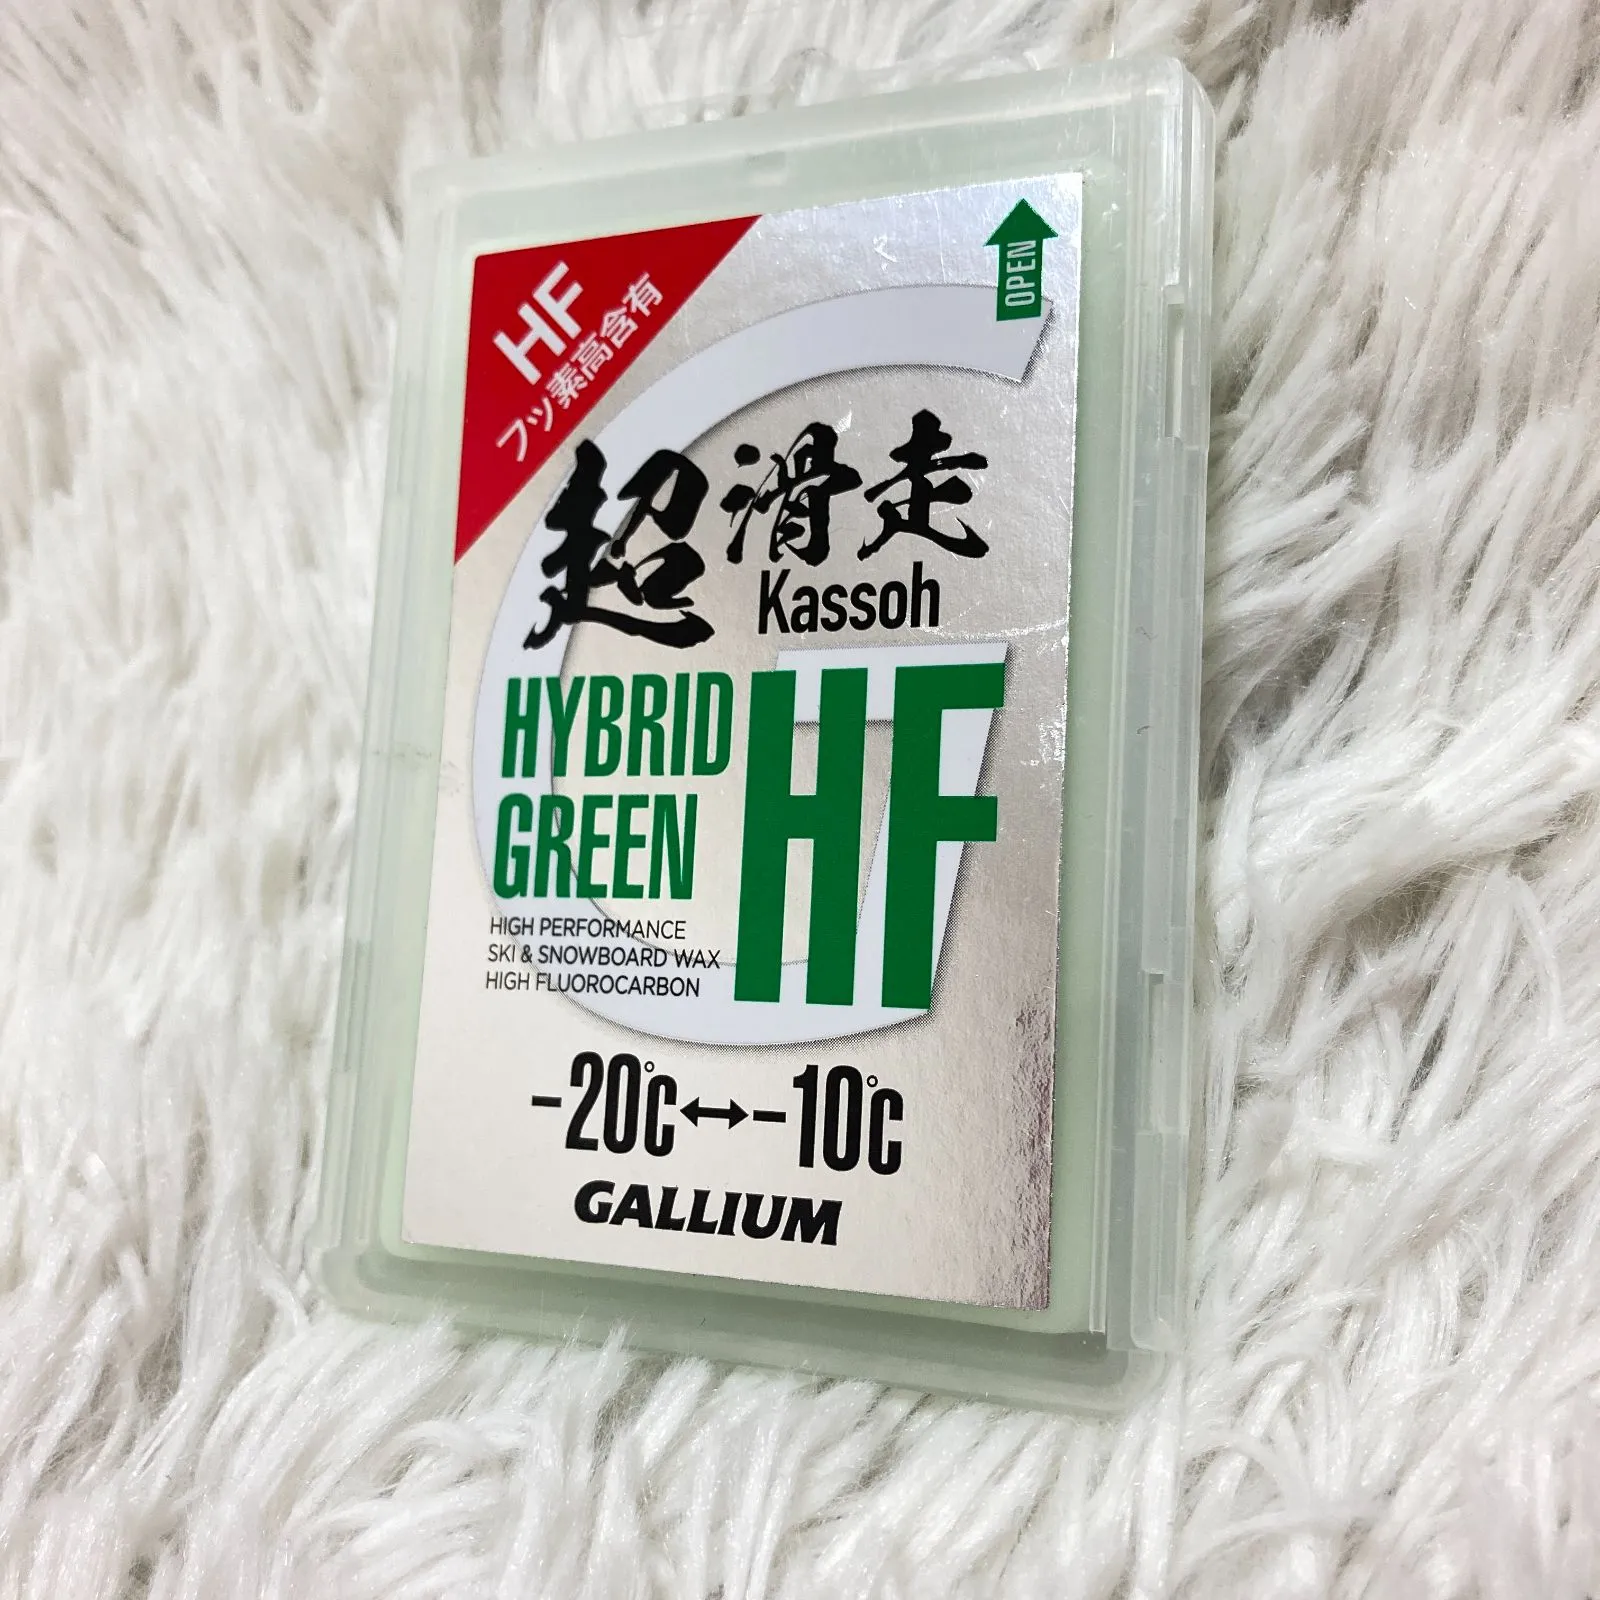 HF
フッ素高含有
OPEN
超滑走
Kassoh
HYBRID
GREEN
HF
HIGH PERFORMANCE
SKI & SNOWBOARD WAX
HIGH FLUOROCARBON
-20℃↔-10℃
GALLIUM